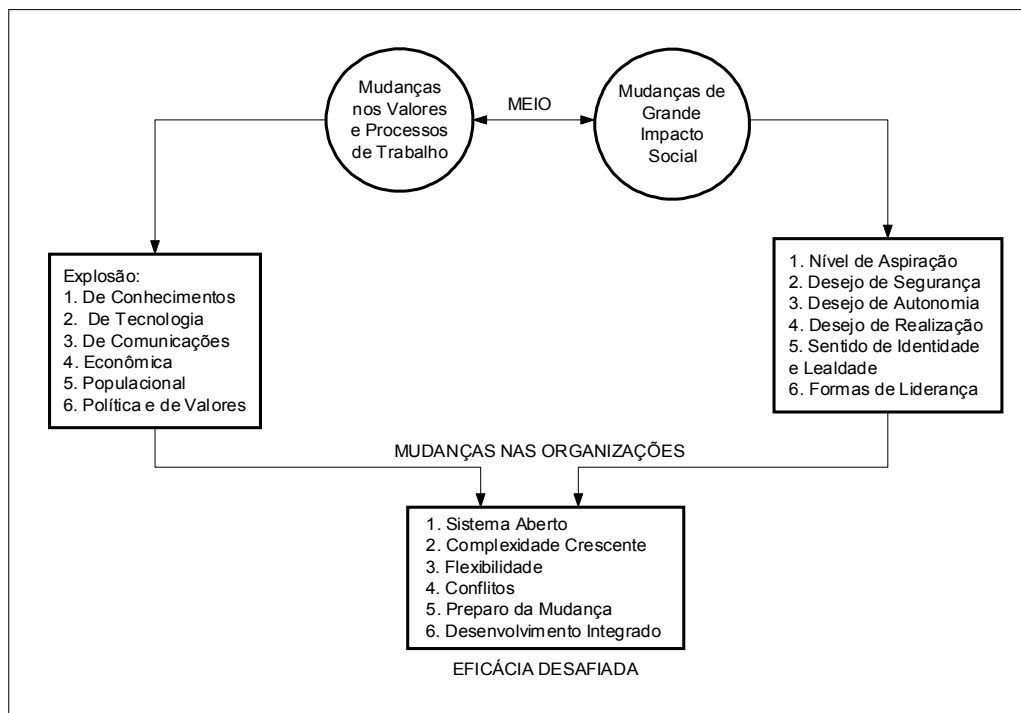 Mudanças
nos Valores
e Processos
de Trabalho
MEIO
Mudanças de
Grande
Impacto
Social
Explosão:
1. De Conhecimentos
2. De Tecnologia
3. De Comunicações
4. Econômica
5. Populacional
6. Política e de Valores
1. Nível de Aspiração
2. Desejo de Segurança
3. Desejo de Autonomia
4. Desejo de Realização
5. Sentido de Identidade
e Lealdade
6. Formas de Liderança
MUDANÇAS NAS ORGANIZAÇÕES
1. Sistema Aberto
2. Complexidade Crescente
3. Flexibilidade
4. Conflitos
5. Preparo da Mudança
6. Desenvolvimento Integrado
EFICÁCIA DESAFIADA